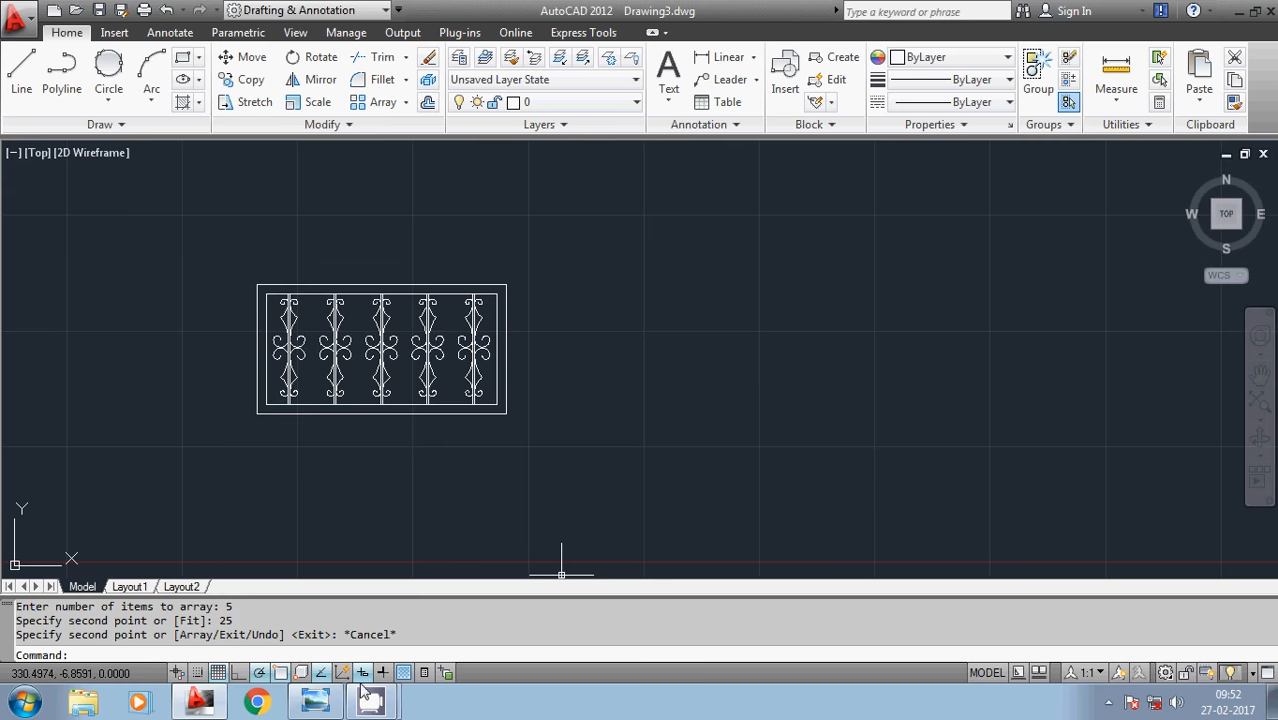 Drafting & Annotation
AutoCAD 2012 Drawing3.dwg
Type a keyword or phrase
Sign In
Home Insert Annotate Parametric View Manage Output Plug-ins Online Express Tools
Line
Polyline
Circle
Arc
Draw
Move Rotate Trim
Copy Mirror Fillet
Stretch Scale Array
Modify
Unsaved Layer State
0
Layers
Text
Linear
Leader
Table
Annotation
Insert
Create
Edit
Block
ByLayer
ByLayer
ByLayer
Properties
Group
Groups
Measure
Utilities
Paste
Clipboard
[−] [Top] [2D Wireframe]
N
W TOP E
S
WCS
Y
X
Model Layout1 Layout2
Enter number of items to array: 5
Specify second point or [Fit]: 25
Specify second point or [Array/Exit/Undo] <Exit>: *Cancel*
Command:
330.4974, -6.8591, 0.0000
MODEL
1:1
09:52
27-02-2017